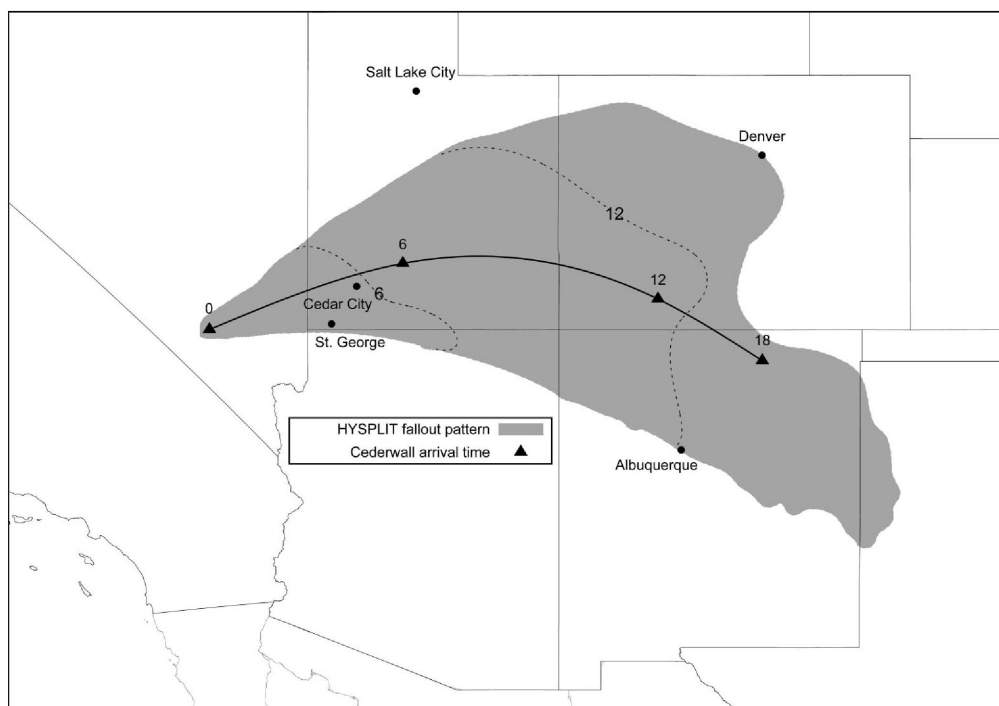 Salt Lake City
Denver
12
6
0
Cedar City
6
12
St. George
18
HYSPLIT fallout pattern
Cederwall arrival time
Albuquerque